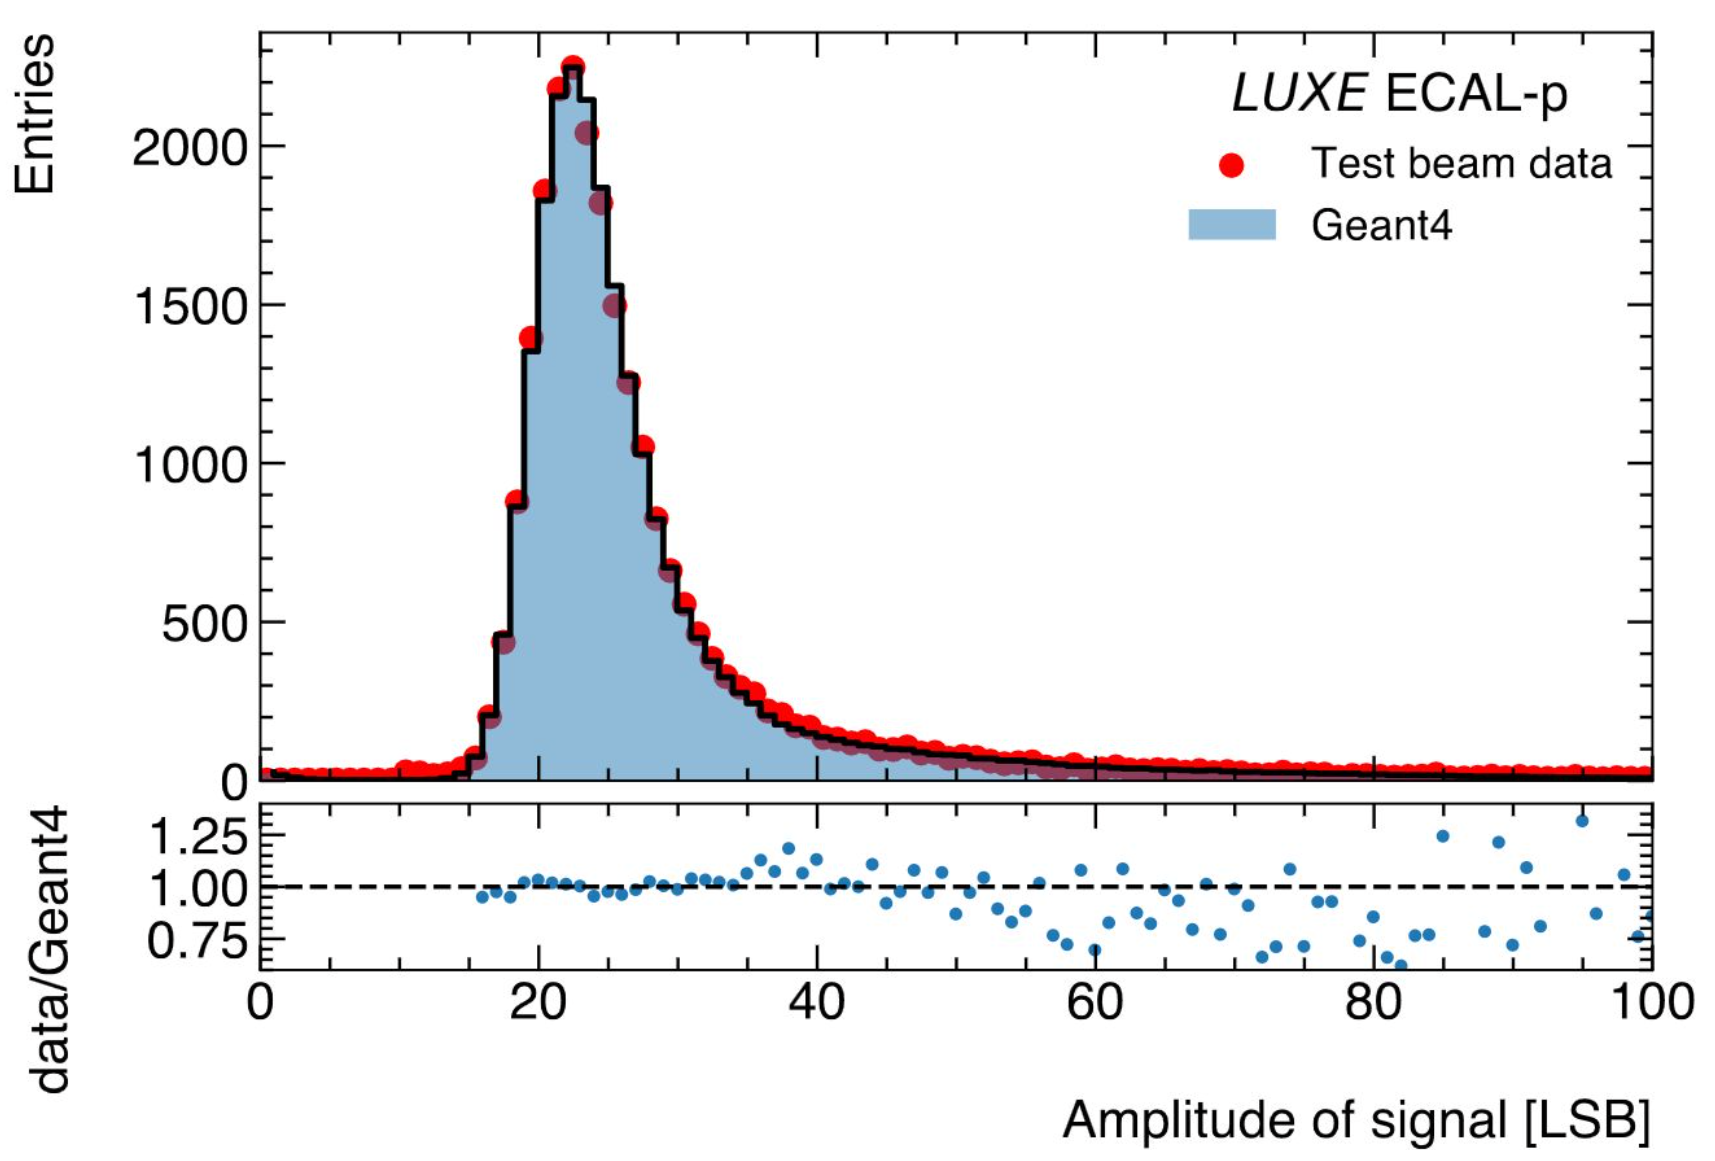 Entries
2000
1500
1000
500
0
LUXE ECAL-p
Test beam data
Geant4
data/Geant4
1.25
1.00
0.75
0 20 40 60 80 100
Amplitude of signal [LSB]